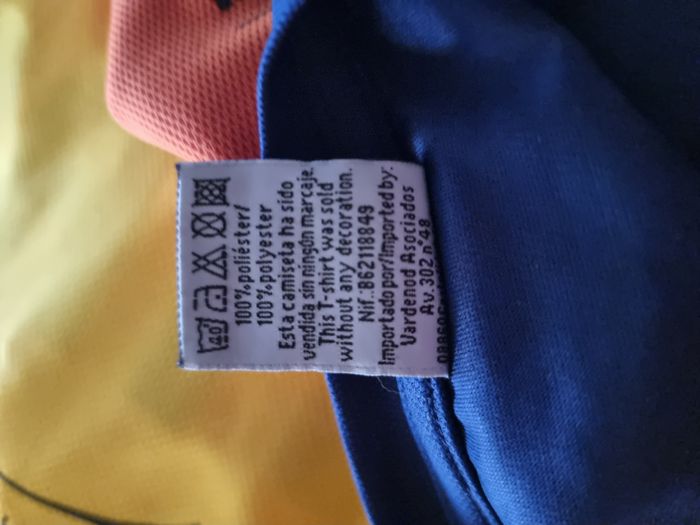 40
100%poliéster/
100%polyester
Esta camiseta ha sido
vendida sin ningún marcaje.
This T-shirt was sold
without any decoration.
Nif.:B62118849
Importado por/Imported by:
Vardenod Asociados
Av.302 nº48